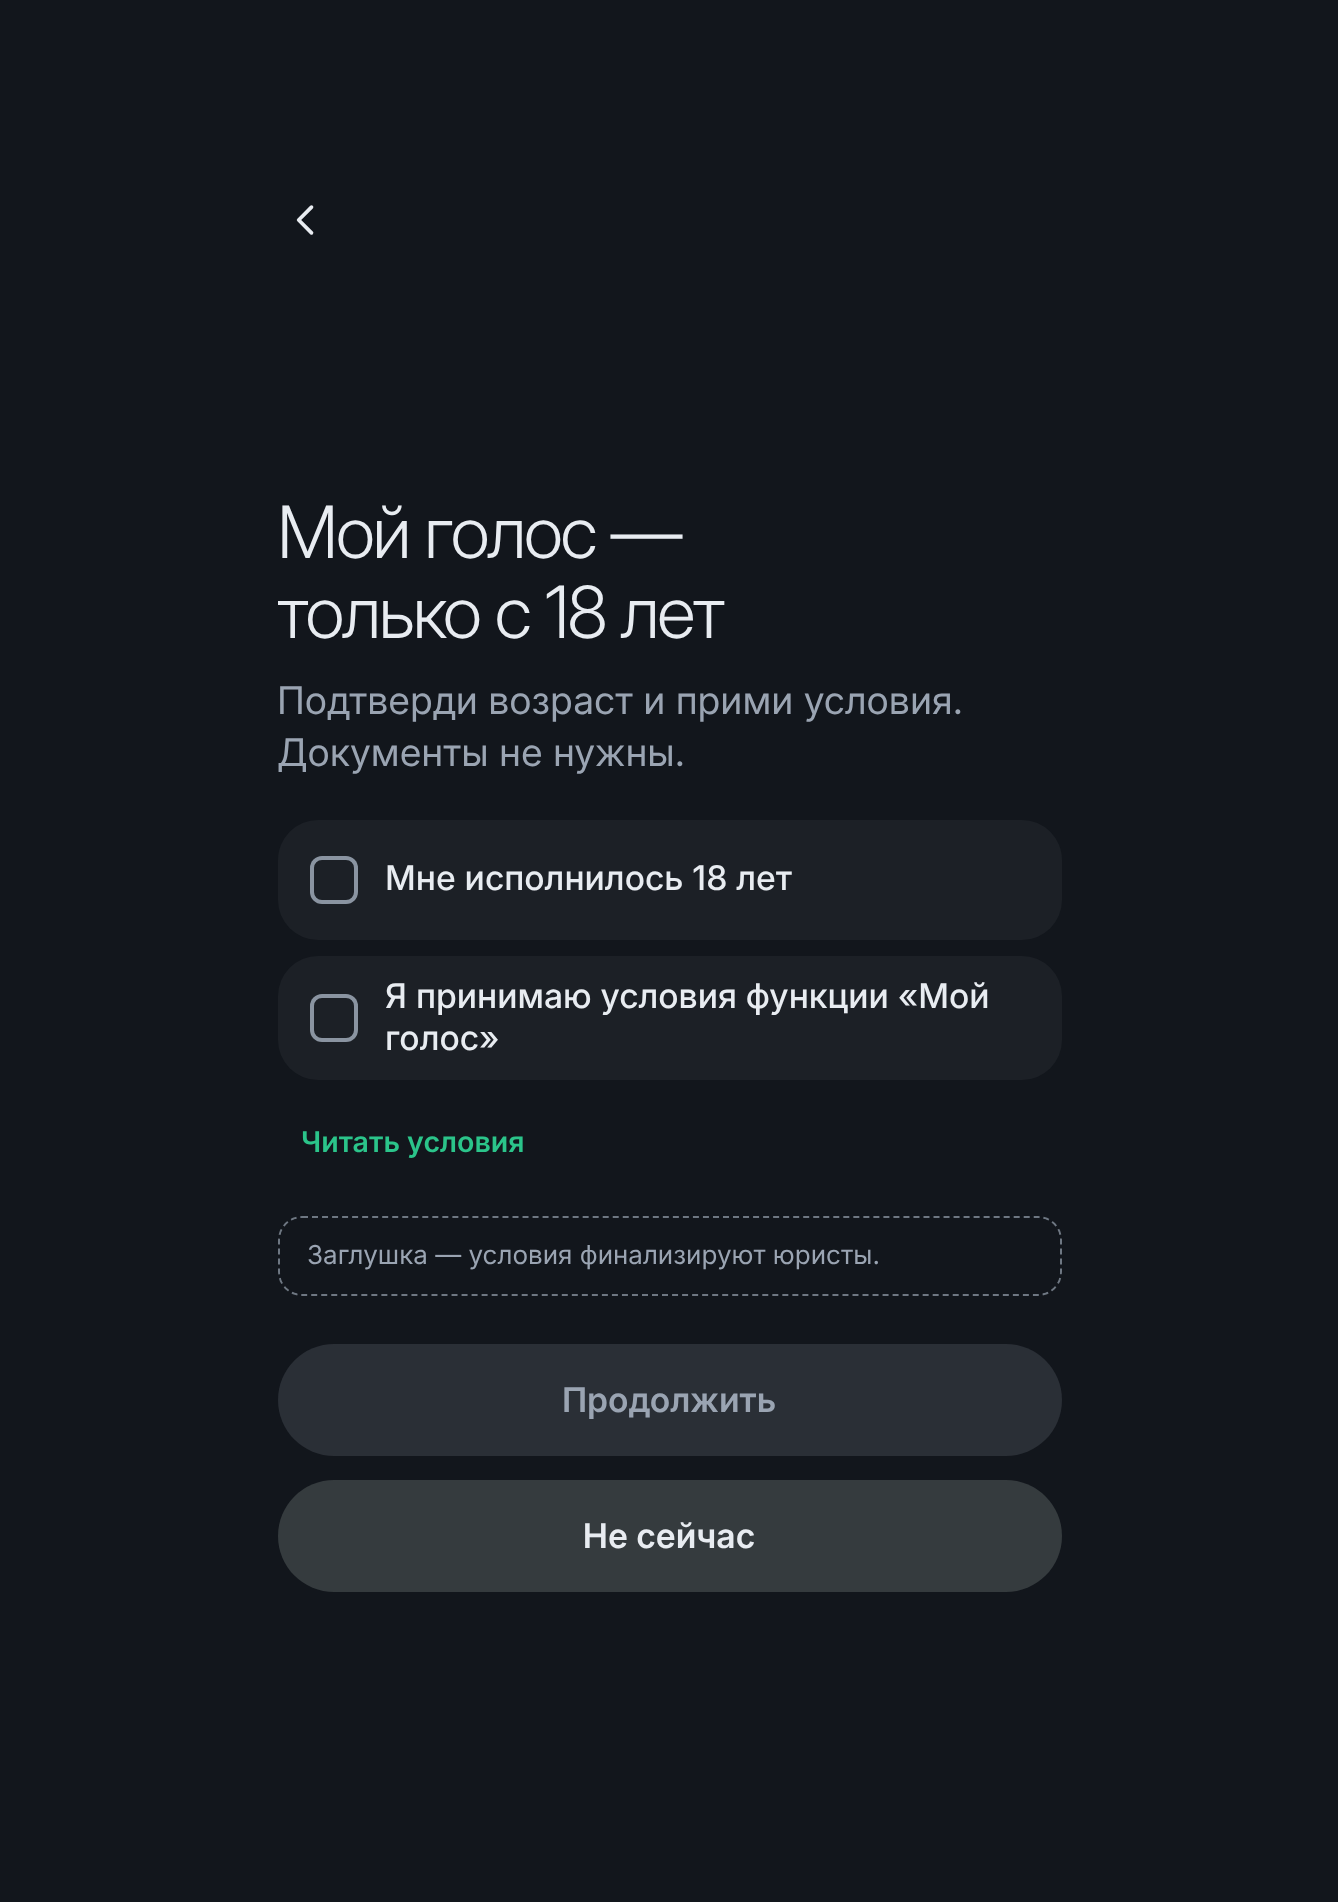 Мой голос —
только с 18 лет
Подтверди возраст и прими условия.
Документы не нужны.
Мне исполнилось 18 лет
Я принимаю условия функции «Мой
голос»
Читать условия
Заглушка — условия финализируют юристы.
Продолжить
Не сейчас